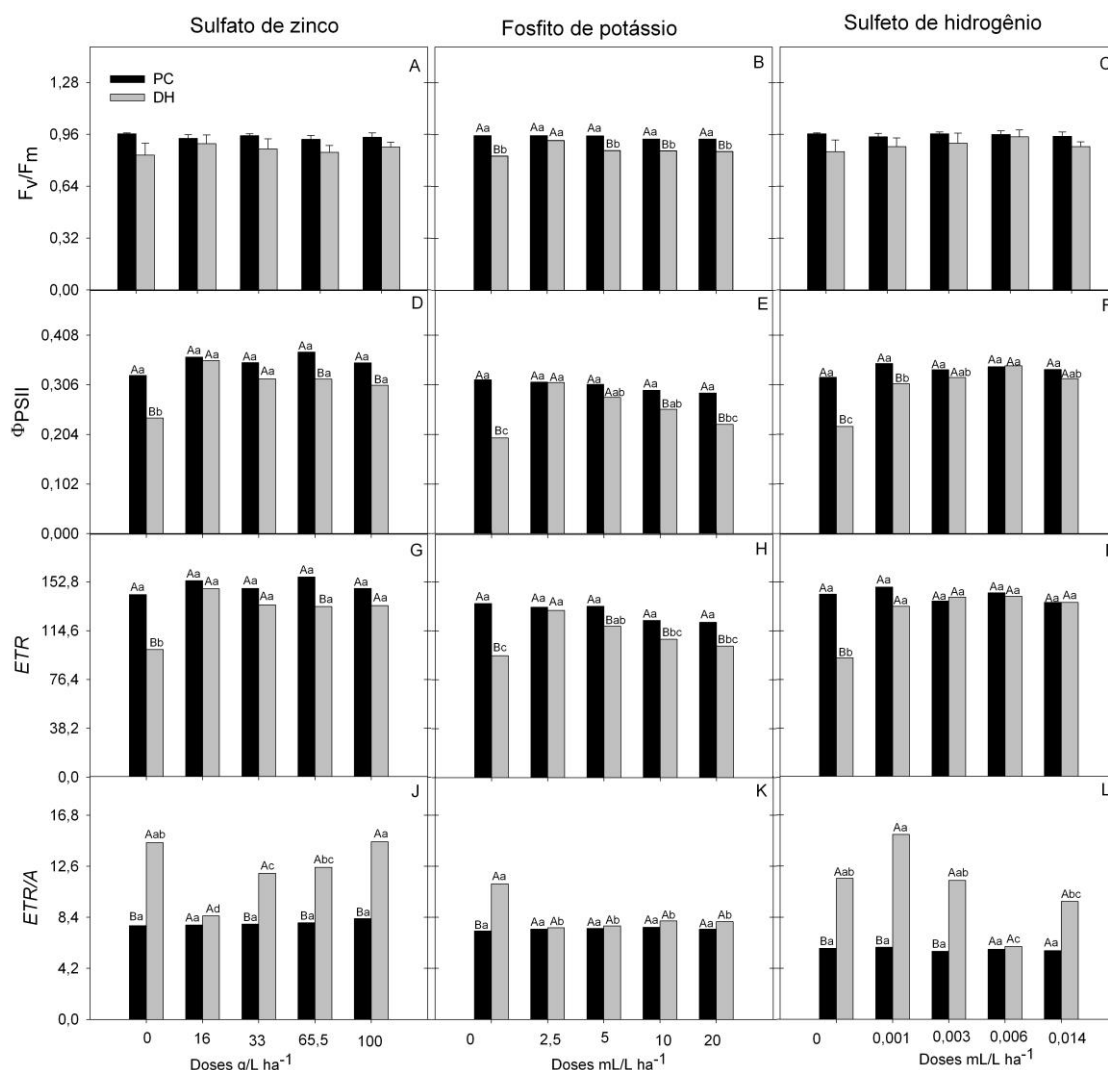 Sulfato de zinco
Fosfito de potássio
Sulfeto de hidrogênio
A
B
C
PC
DH
1,28
0,96
0,64
0,32
0,00
Fv/Fm
Aa Bb Aa Aa Aa Bb Aa Bb Aa Bb
D
E
F
0,408
0,306
0,204
0,102
0,000
ΦPSII
Aa Bb Aa Aa Aa Aa Aa Ba Aa Ba
Aa Bc Aa Aa Aa Aab Aa Bab Aa Bbc
Aa Bc Aa Bb Aa Aab Aa Aa Aa Aab
G
H
I
152,8
114,6
76,4
38,2
0,0
ETR
Aa Bb Aa Aa Aa Aa Aa Ba Aa Aa
Aa Bc Aa Aa Aa Bab Aa Bbc Aa Bbc
Aa Bb Aa Aa Aa Aa Aa Aa Aa Aa
J
K
L
16,8
12,6
8,4
4,2
0,0
ETR/A
Ba Aab Aa Ad Ba Ac Ba Abc Ba Aa
Ba Aa Aa Ab Aa Ab Aa Ab Aa Ab
Ba Aab Ba Aa Ba Aab Aa Ac Aa Abc
0 16 33 65,5 100
0 2,5 5 10 20
0 0,001 0,003 0,006 0,014
Doses g/L ha-1
Doses mL/L ha-1
Doses mL/L ha-1